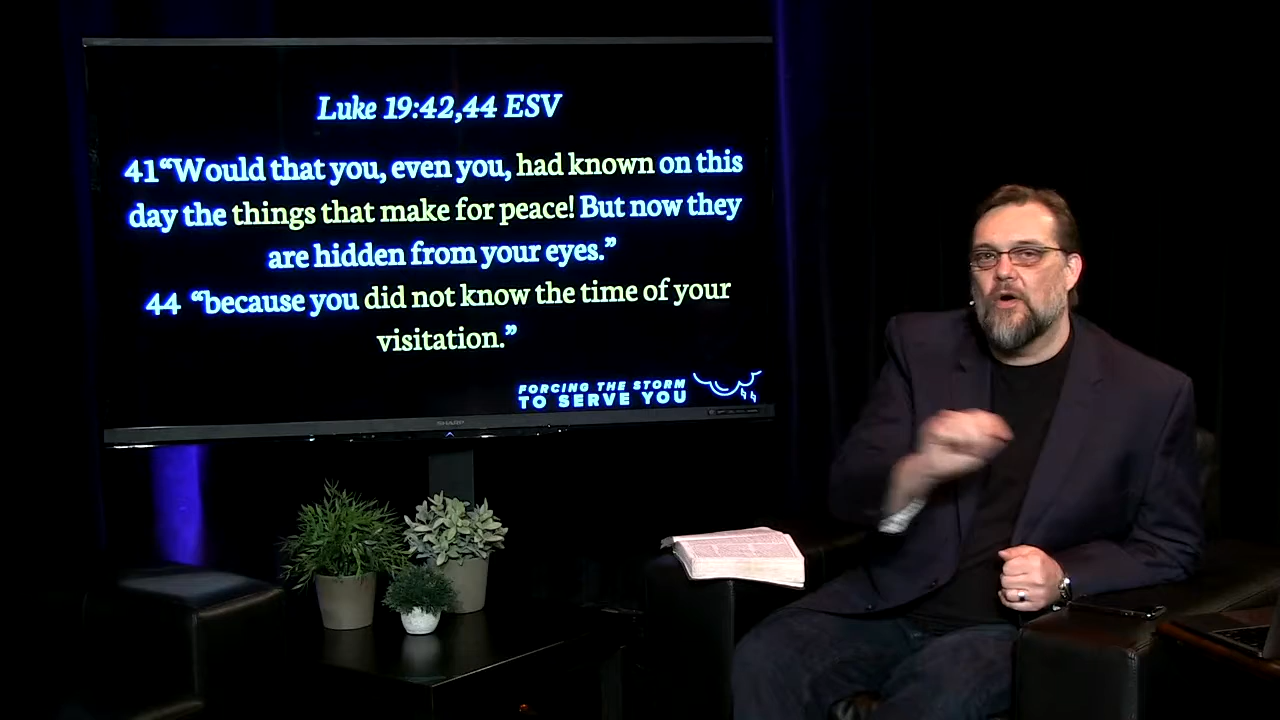 Luke 19:42,44 ESV
41“Would that you, even you, had known on this
day the things that make for peace! But now they
are hidden from your eyes.”
44 “because you did not know the time of your
visitation.”
FORCING THE STORM
TO SERVE YOU
SHARP